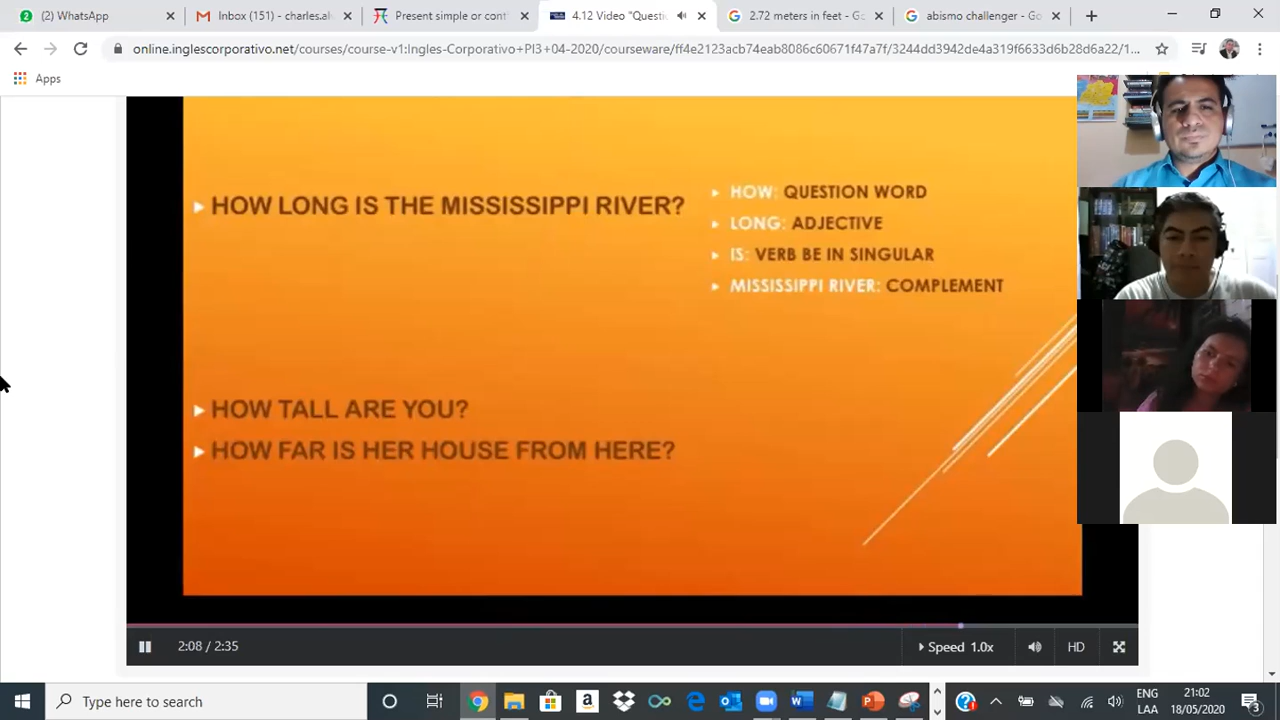 (2) WhatsApp
Inbox (151) - charles.al
Present simple or cont
4.12 Video "Questi
2.72 meters in feet - Go
abismo challenger - Go
online.inglescorporativo.net/courses/course-v1:Ingles-Corporativo+PI3+04-2020/courseware/ff4e2123acb74eab8086c60671f47a7f/3244dd3942de4a319f6633d6b28d6a22/1...
Apps
HOW LONG IS THE MISSISSIPPI RIVER?
HOW: QUESTION WORD
LONG: ADJECTIVE
IS: VERB BE IN SINGULAR
MISSISSIPPI RIVER: COMPLEMENT
HOW TALL ARE YOU?
HOW FAR IS HER HOUSE FROM HERE?
2:08 / 2:35
Speed 1.0x
HD
Type here to search
ENG
LAA
21:02
18/05/2020
3